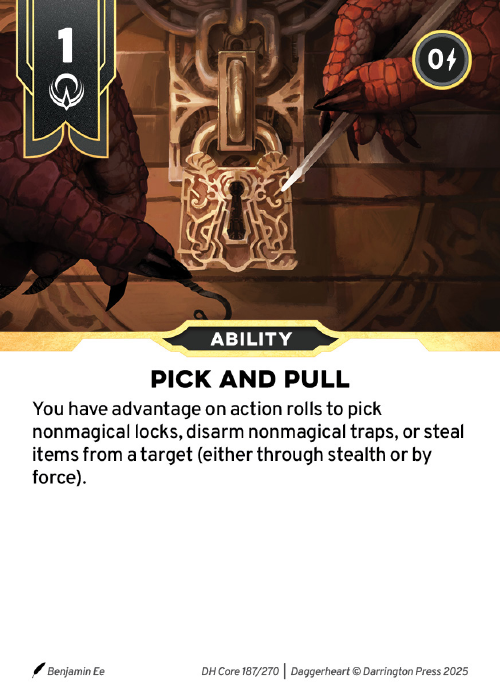 1
0
ABILITY
PICK AND PULL
You have advantage on action rolls to pick
nonmagical locks, disarm nonmagical traps, or steal
items from a target (either through stealth or by
force).
Benjamin Ee
DH Core 187/270 | Daggerheart © Darrington Press 2025